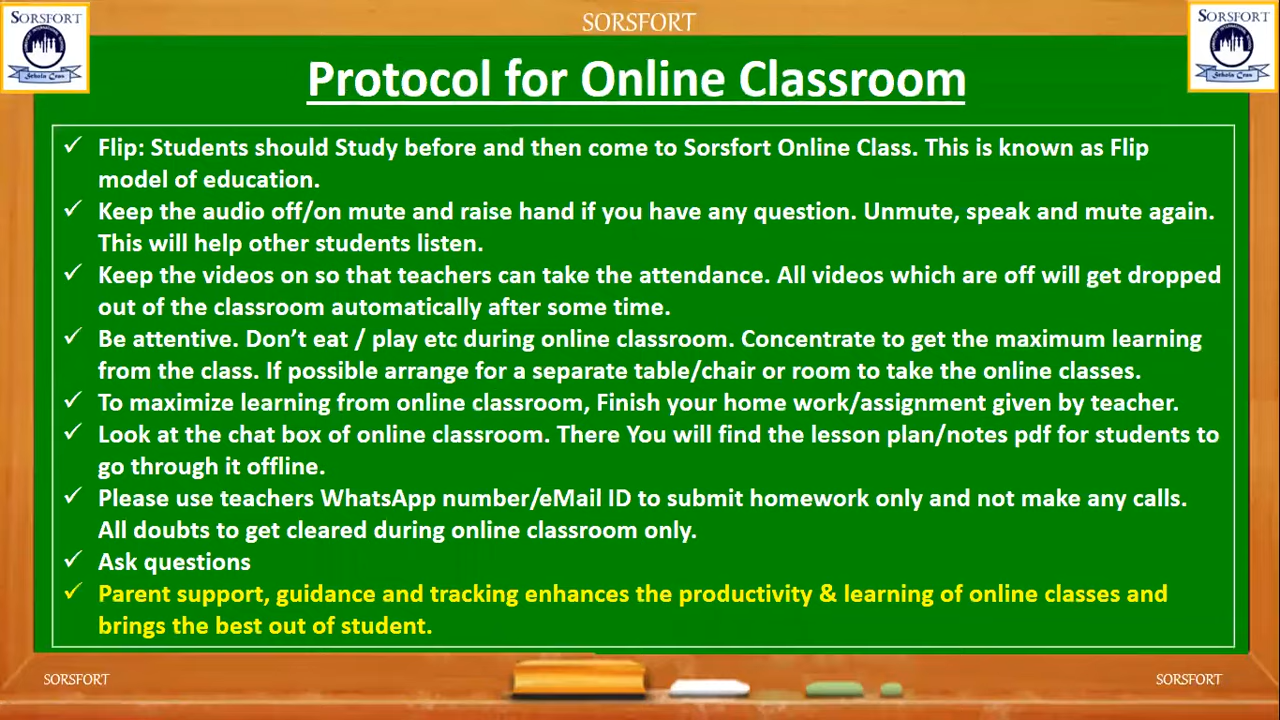 SORSFORT
SORSFORT
SORSFORT
Schola Cras
Schola Cras
Protocol for Online Classroom
✓ Flip: Students should Study before and then come to Sorsfort Online Class. This is known as Flip
model of education.
✓ Keep the audio off/on mute and raise hand if you have any question. Unmute, speak and mute again.
This will help other students listen.
✓ Keep the videos on so that teachers can take the attendance. All videos which are off will get dropped
out of the classroom automatically after some time.
✓ Be attentive. Don't eat / play etc during online classroom. Concentrate to get the maximum learning
from the class. If possible arrange for a separate table/chair or room to take the online classes.
✓ To maximize learning from online classroom, Finish your home work/assignment given by teacher.
✓ Look at the chat box of online classroom. There You will find the lesson plan/notes pdf for students to
go through it offline.
✓ Please use teachers WhatsApp number/eMail ID to submit homework only and not make any calls.
All doubts to get cleared during online classroom only.
✓ Ask questions
✓ Parent support, guidance and tracking enhances the productivity & learning of online classes and
brings the best out of student.
SORSFORT
SORSFORT